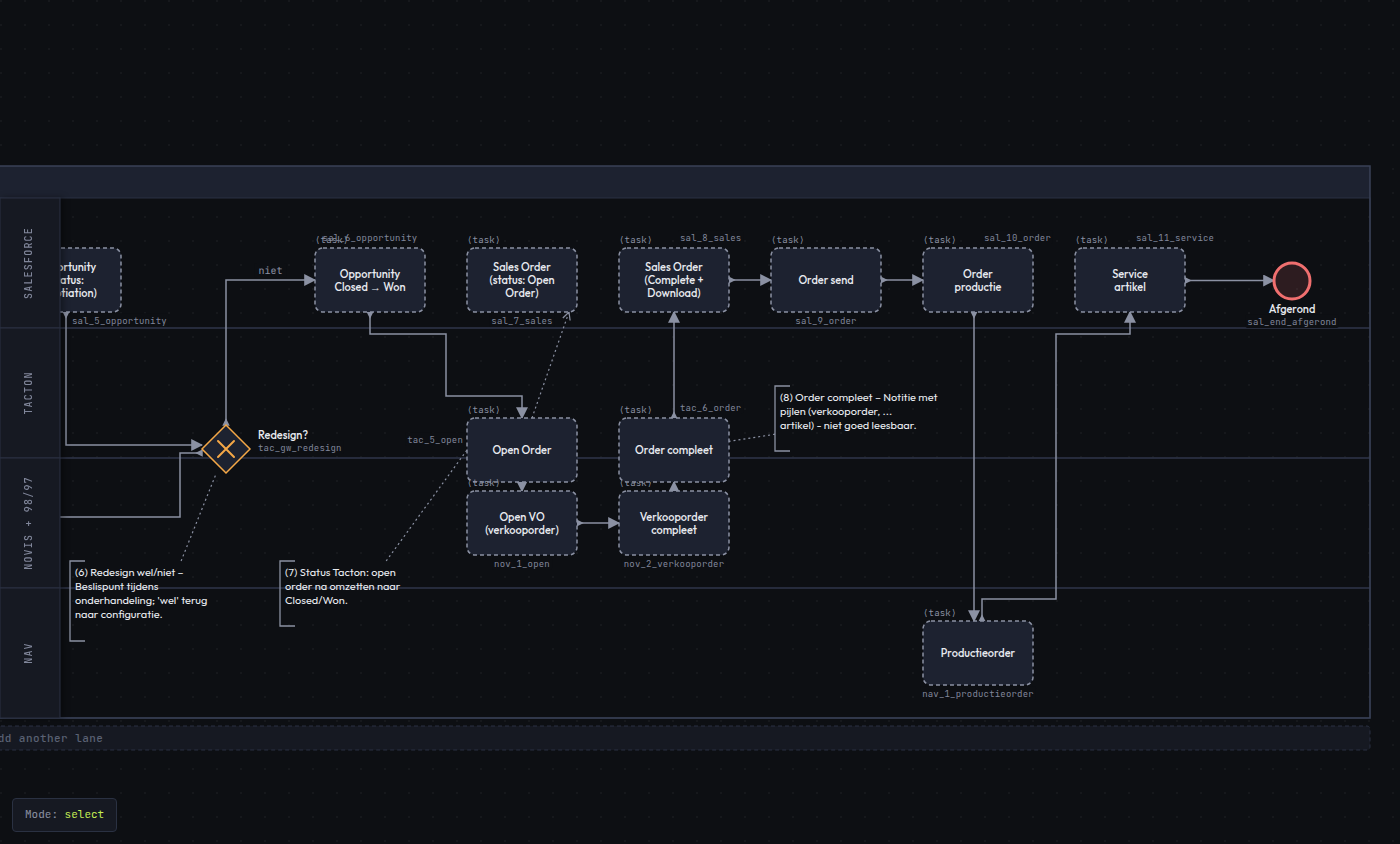 SALESFORCE
(task)
sal_6_opportunity
(task)
(task)
sal_8_sales
(task)
(task)
sal_10_order
(task)
sal_11_service
ortunity
atus:
tiation)
niet
Opportunity
Closed → Won
Sales Order
(status: Open
Order)
Sales Order
(Complete +
Download)
Order send
Order
productie
Service
artikel
Afgerond
sal_end_afgerond
sal_5_opportunity
sal_7_sales
sal_9_order
TACTON
(8) Order compleet – Notitie met
pijlen (verkooporder, ...
artikel) - niet goed leesbaar.
(task)
(task)
tac_6_order
Redesign?
tac_gw_redesign
tac_5_open
Open Order
Order compleet
NOVIS + 98/97
(task)
(task)
Open VO
(verkooporder)
Verkooporder
compleet
nov_1_open
nov_2_verkooporder
(6) Redesign wel/niet –
Beslispunt tijdens
onderhandeling; 'wel' terug
naar configuratie.
(7) Status Tacton: open
order na omzetten naar
Closed/Won.
NAV
(task)
Productieorder
nav_1_productieorder
dd another lane
Mode: select